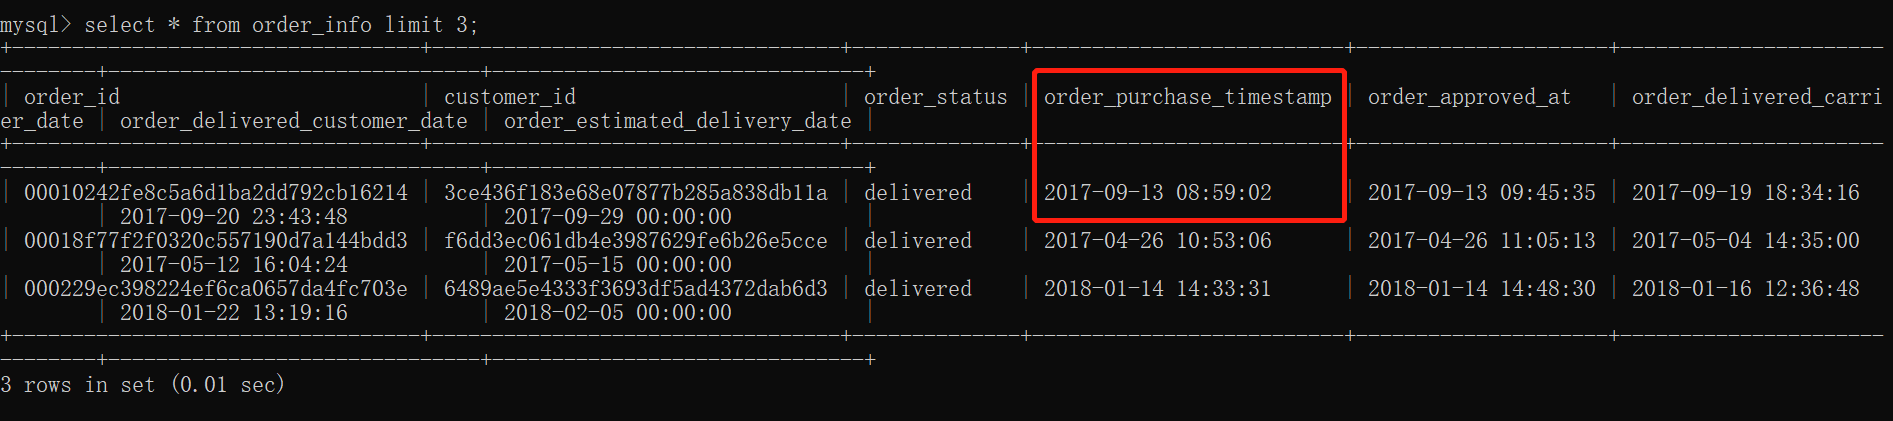 mysql> select * from order_info limit 3;
+----------------------------------+----------------------------------+--------------+--------------------------+---------------------+----------------------
--------+-------------------------------+-------------------------------+
| order_id                         | customer_id                      | order_status | order_purchase_timestamp | order_approved_at   | order_delivered_carri
er_date | order_delivered_customer_date | order_estimated_delivery_date |
+----------------------------------+----------------------------------+--------------+--------------------------+---------------------+----------------------
--------+-------------------------------+-------------------------------+
| 00010242fe8c5a6d1ba2dd792cb16214 | 3ce436f183e68e07877b285a838db11a | delivered    | 2017-09-13 08:59:02      | 2017-09-13 09:45:35 | 2017-09-19 18:34:16
        | 2017-09-20 23:43:48           | 2017-09-29 00:00:00           |
| 00018f77f2f0320c557190d7a144bdd3 | f6dd3ec061db4e3987629fe6b26e5cce | delivered    | 2017-04-26 10:53:06      | 2017-04-26 11:05:13 | 2017-05-04 14:35:00
        | 2017-05-12 16:04:24           | 2017-05-15 00:00:00           |
| 000229ec398224ef6ca0657da4fc703e | 6489ae5e4333f3693df5ad4372dab6d3 | delivered    | 2018-01-14 14:33:31      | 2018-01-14 14:48:30 | 2018-01-16 12:36:48
        | 2018-01-22 13:19:16           | 2018-02-05 00:00:00           |
+----------------------------------+----------------------------------+--------------+--------------------------+---------------------+----------------------
--------+-------------------------------+-------------------------------+
3 rows in set (0.01 sec)